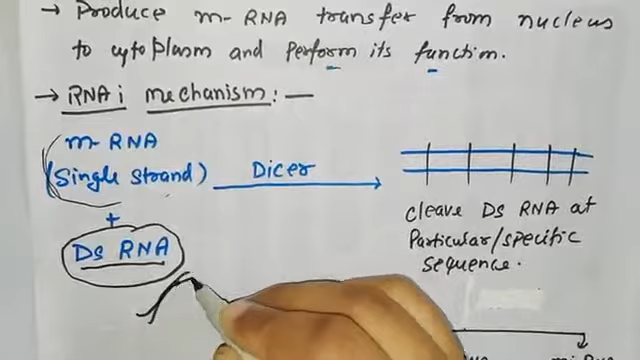 → Produce m-RNA transfer from nucleus
to cytoplasm and perform its function.
→ RNAi mechanism:—
m-RNA
(Single strand)
Dicer
+
Ds RNA
cleave Ds RNA at
Particular/specific
sequence.